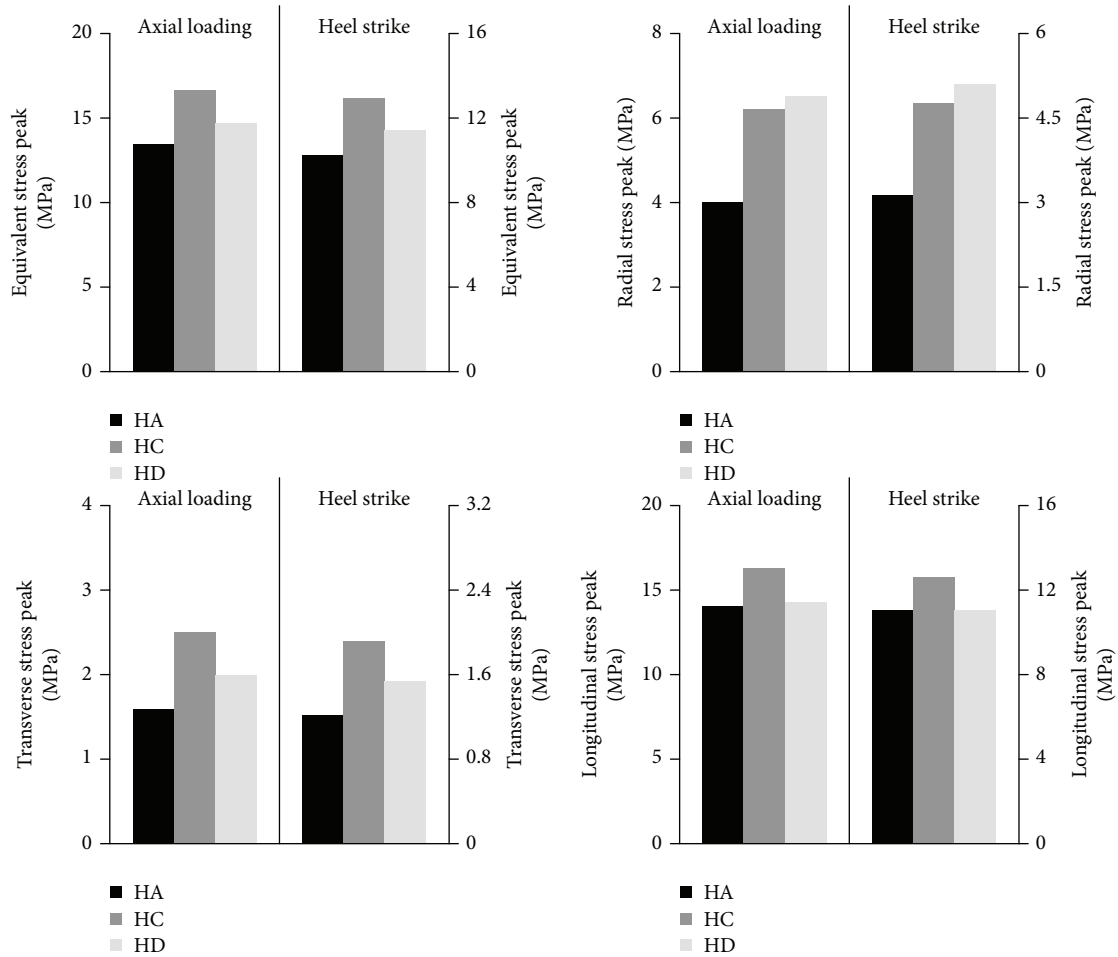 Axial loading
Heel strike
20
15
10
5
0
Equivalent stress peak
(MPa)
16
12
8
4
0
Equivalent stress peak
(MPa)
HA
HC
HD
Axial loading
Heel strike
8
6
4
2
0
Radial stress peak (MPa)
6
4.5
3
1.5
0
Radial stress peak (MPa)
HA
HC
HD
Axial loading
Heel strike
4
3
2
1
0
Transverse stress peak
(MPa)
3.2
2.4
1.6
0.8
0
Transverse stress peak
(MPa)
HA
HC
HD
Axial loading
Heel strike
20
15
10
5
0
Longitudinal stress peak
(MPa)
16
12
8
4
0
Longitudinal stress peak
(MPa)
HA
HC
HD